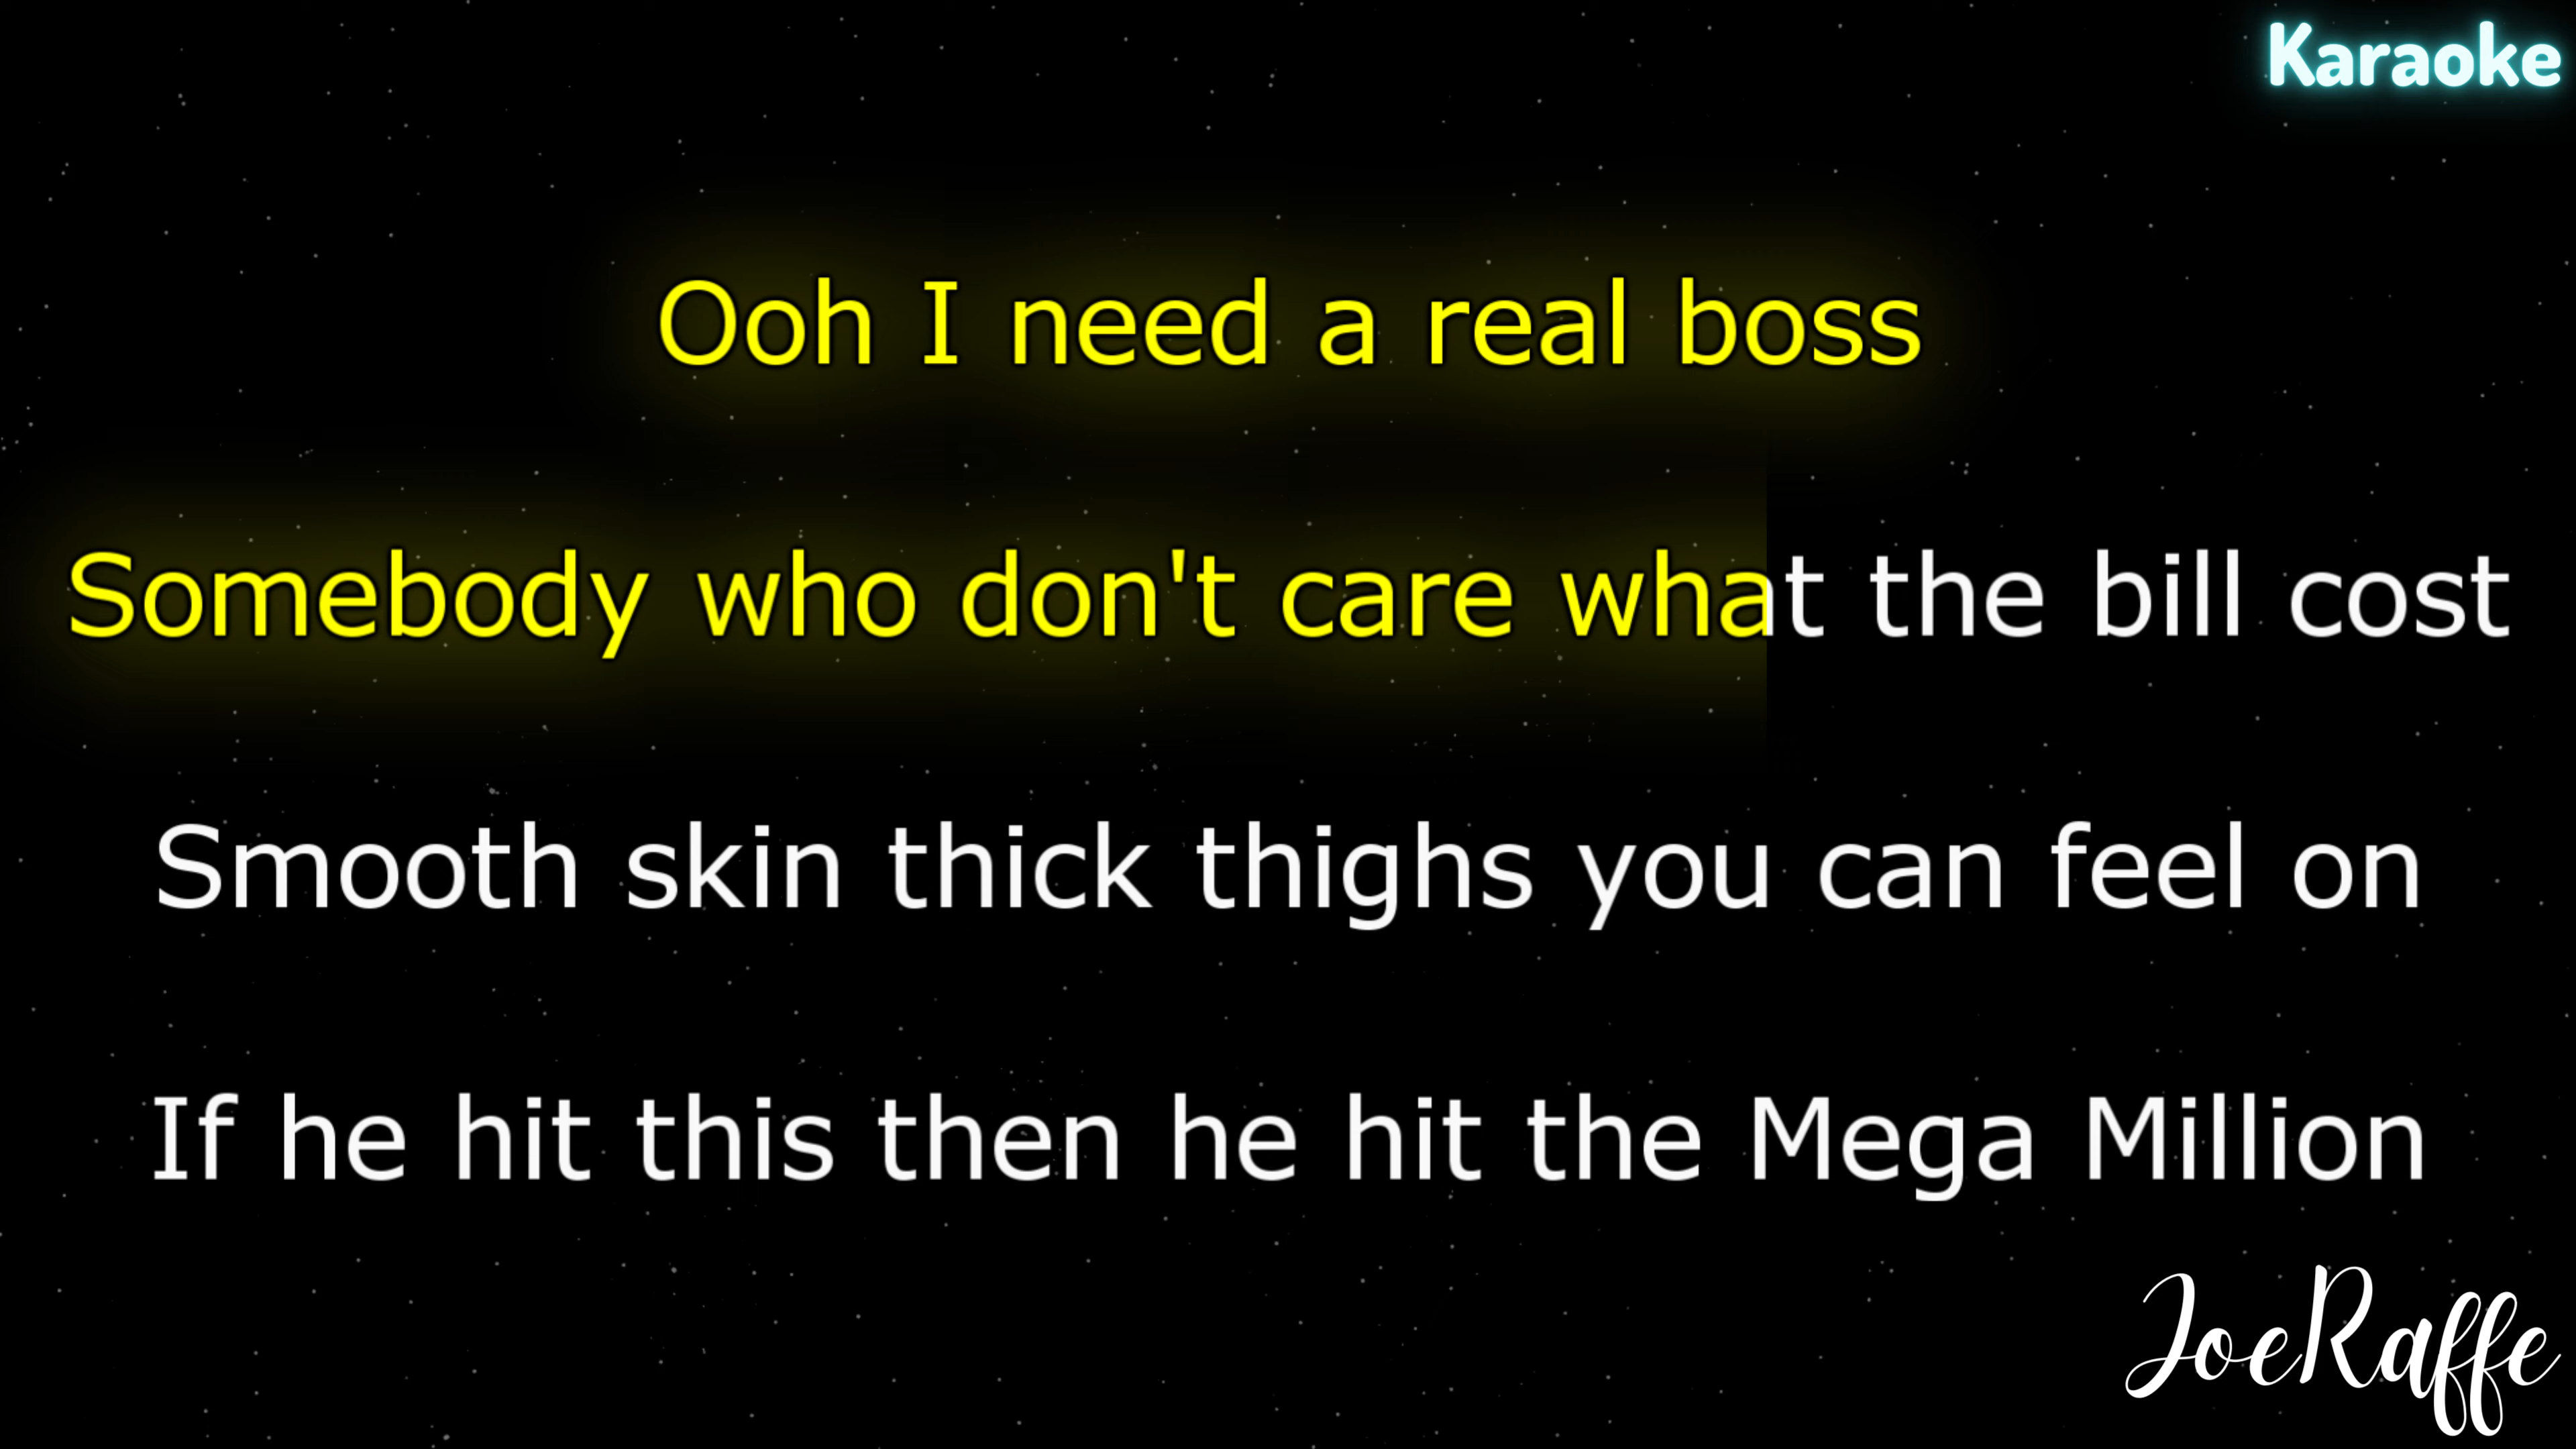 Karaoke
Ooh I need a real boss
Somebody who don't care what the bill cost
Smooth skin thick thighs you can feel on
If he hit this then he hit the Mega Million
JoeRaffe